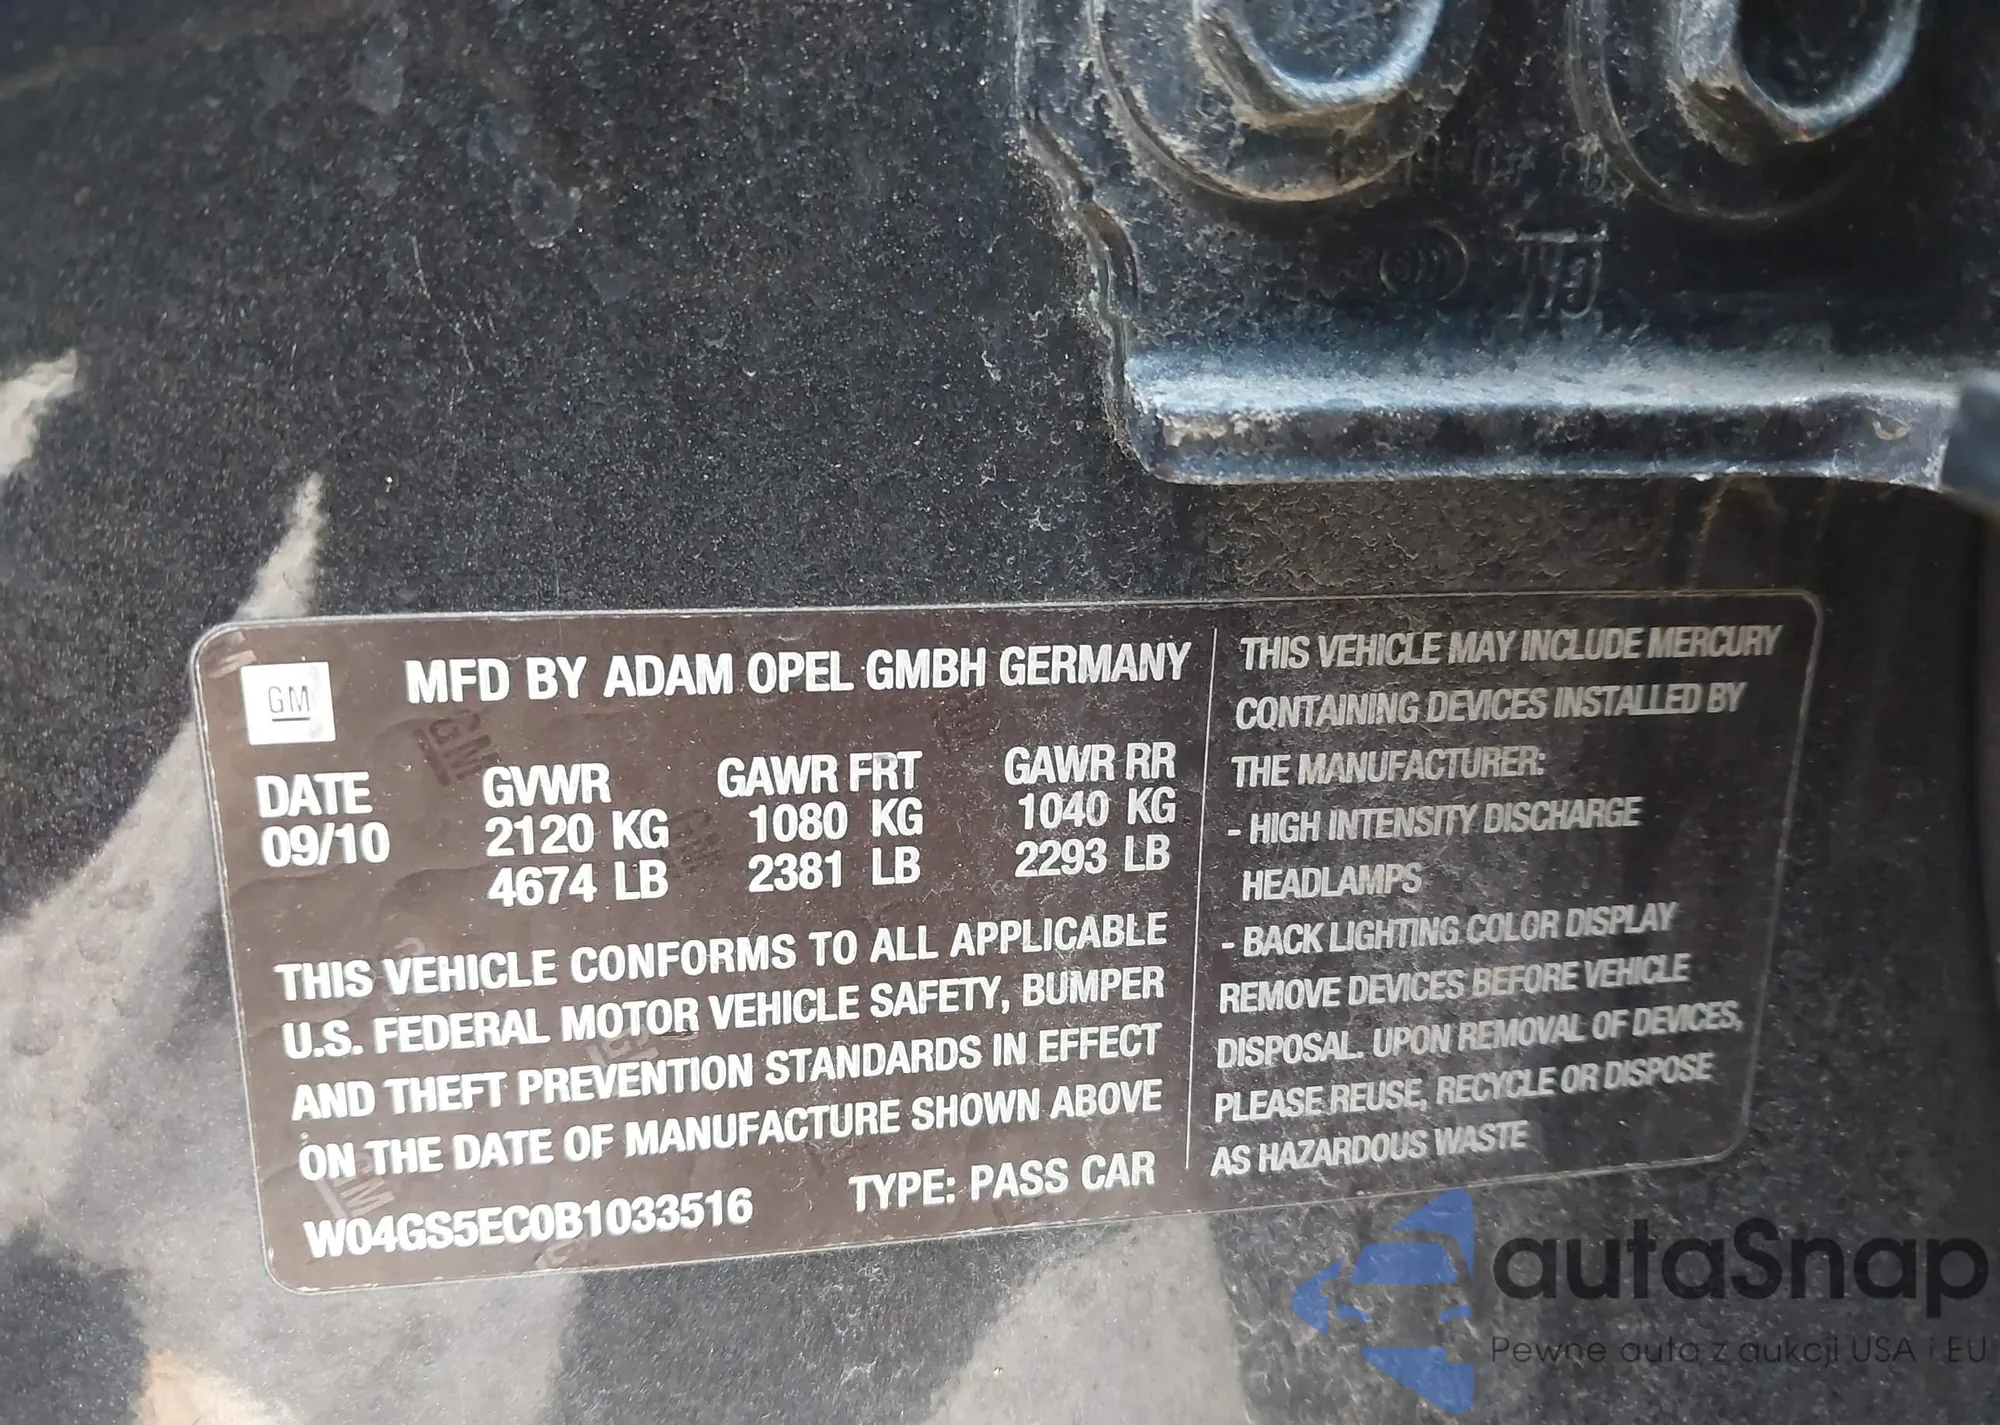 GM
MFD BY ADAM OPEL GMBH GERMANY
DATE GVWR GAWR FRT GAWR RR
09/10 2120 KG 1080 KG 1040 KG
4674 LB 2381 LB 2293 LB
THIS VEHICLE CONFORMS TO ALL APPLICABLE
U.S. FEDERAL MOTOR VEHICLE SAFETY, BUMPER
AND THEFT PREVENTION STANDARDS IN EFFECT
ON THE DATE OF MANUFACTURE SHOWN ABOVE
W04GS5EC0B1033516 TYPE: PASS CAR
THIS VEHICLE MAY INCLUDE MERCURY
CONTAINING DEVICES INSTALLED BY
THE MANUFACTURER:
- HIGH INTENSITY DISCHARGE
HEADLAMPS
- BACK LIGHTING COLOR DISPLAY
REMOVE DEVICES BEFORE VEHICLE
DISPOSAL. UPON REMOVAL OF DEVICES,
PLEASE REUSE, RECYCLE OR DISPOSE
AS HAZARDOUS WASTE
autaSnap
Pewne auta z aukcji USA i EU